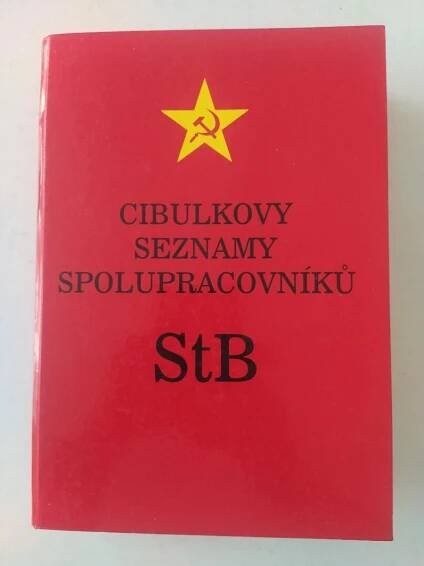 CIBULKOVY
SEZNAMY
SPOLUPRACOVNÍKŮ
StB